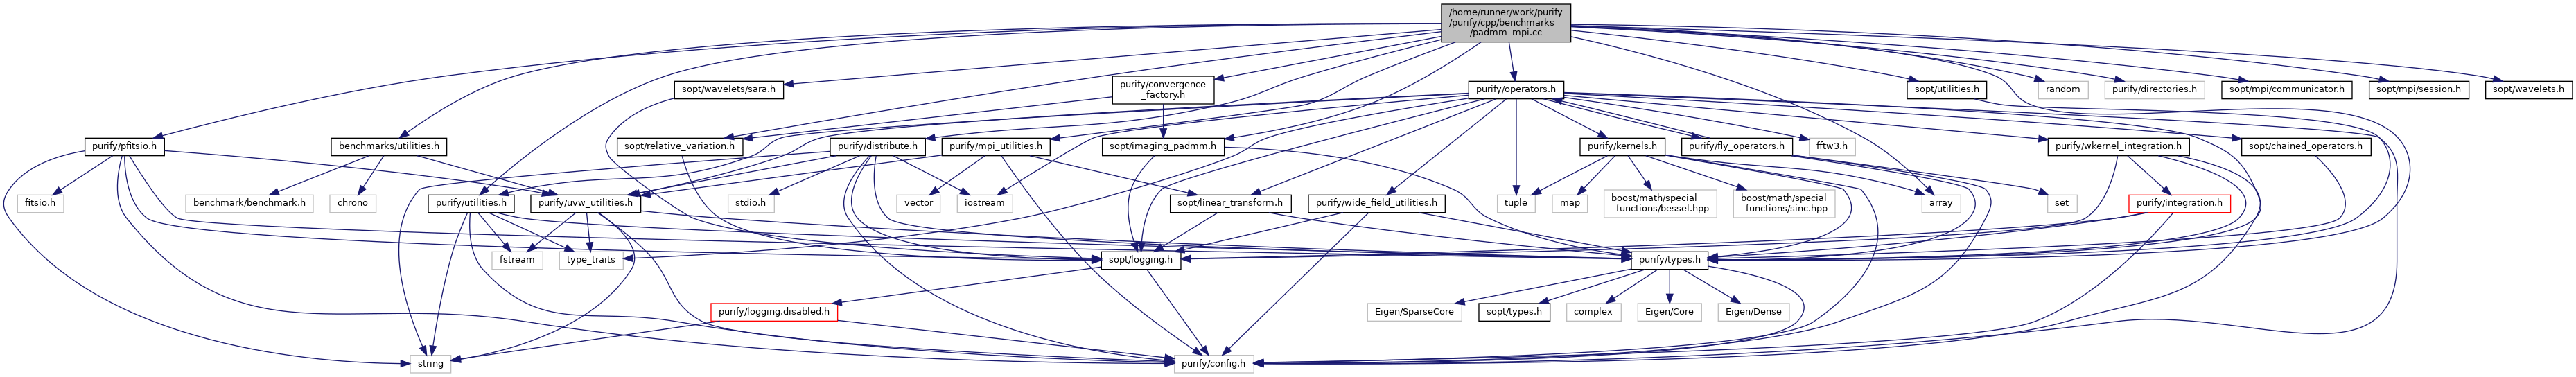 /home/runner/work/purify
/purify/cpp/benchmarks
/padmm_mpi.cc
sopt/wavelets/sara.h
purify/convergence
_factory.h
purify/operators.h
sopt/utilities.h
random
purify/directories.h
sopt/mpi/communicator.h
sopt/mpi/session.h
sopt/wavelets.h
purify/pfitsio.h
benchmarks/utilities.h
sopt/relative_variation.h
purify/distribute.h
purify/mpi_utilities.h
sopt/imaging_padmm.h
purify/kernels.h
purify/fly_operators.h
fftw3.h
purify/wkernel_integration.h
sopt/chained_operators.h
fitsio.h
benchmark/benchmark.h
chrono
purify/utilities.h
purify/uvw_utilities.h
stdio.h
vector
iostream
sopt/linear_transform.h
purify/wide_field_utilities.h
tuple
map
boost/math/special
_functions/bessel.hpp
boost/math/special
_functions/sinc.hpp
array
set
purify/integration.h
fstream
type_traits
sopt/logging.h
purify/types.h
purify/logging.disabled.h
Eigen/SparseCore
sopt/types.h
complex
Eigen/Core
Eigen/Dense
string
purify/config.h